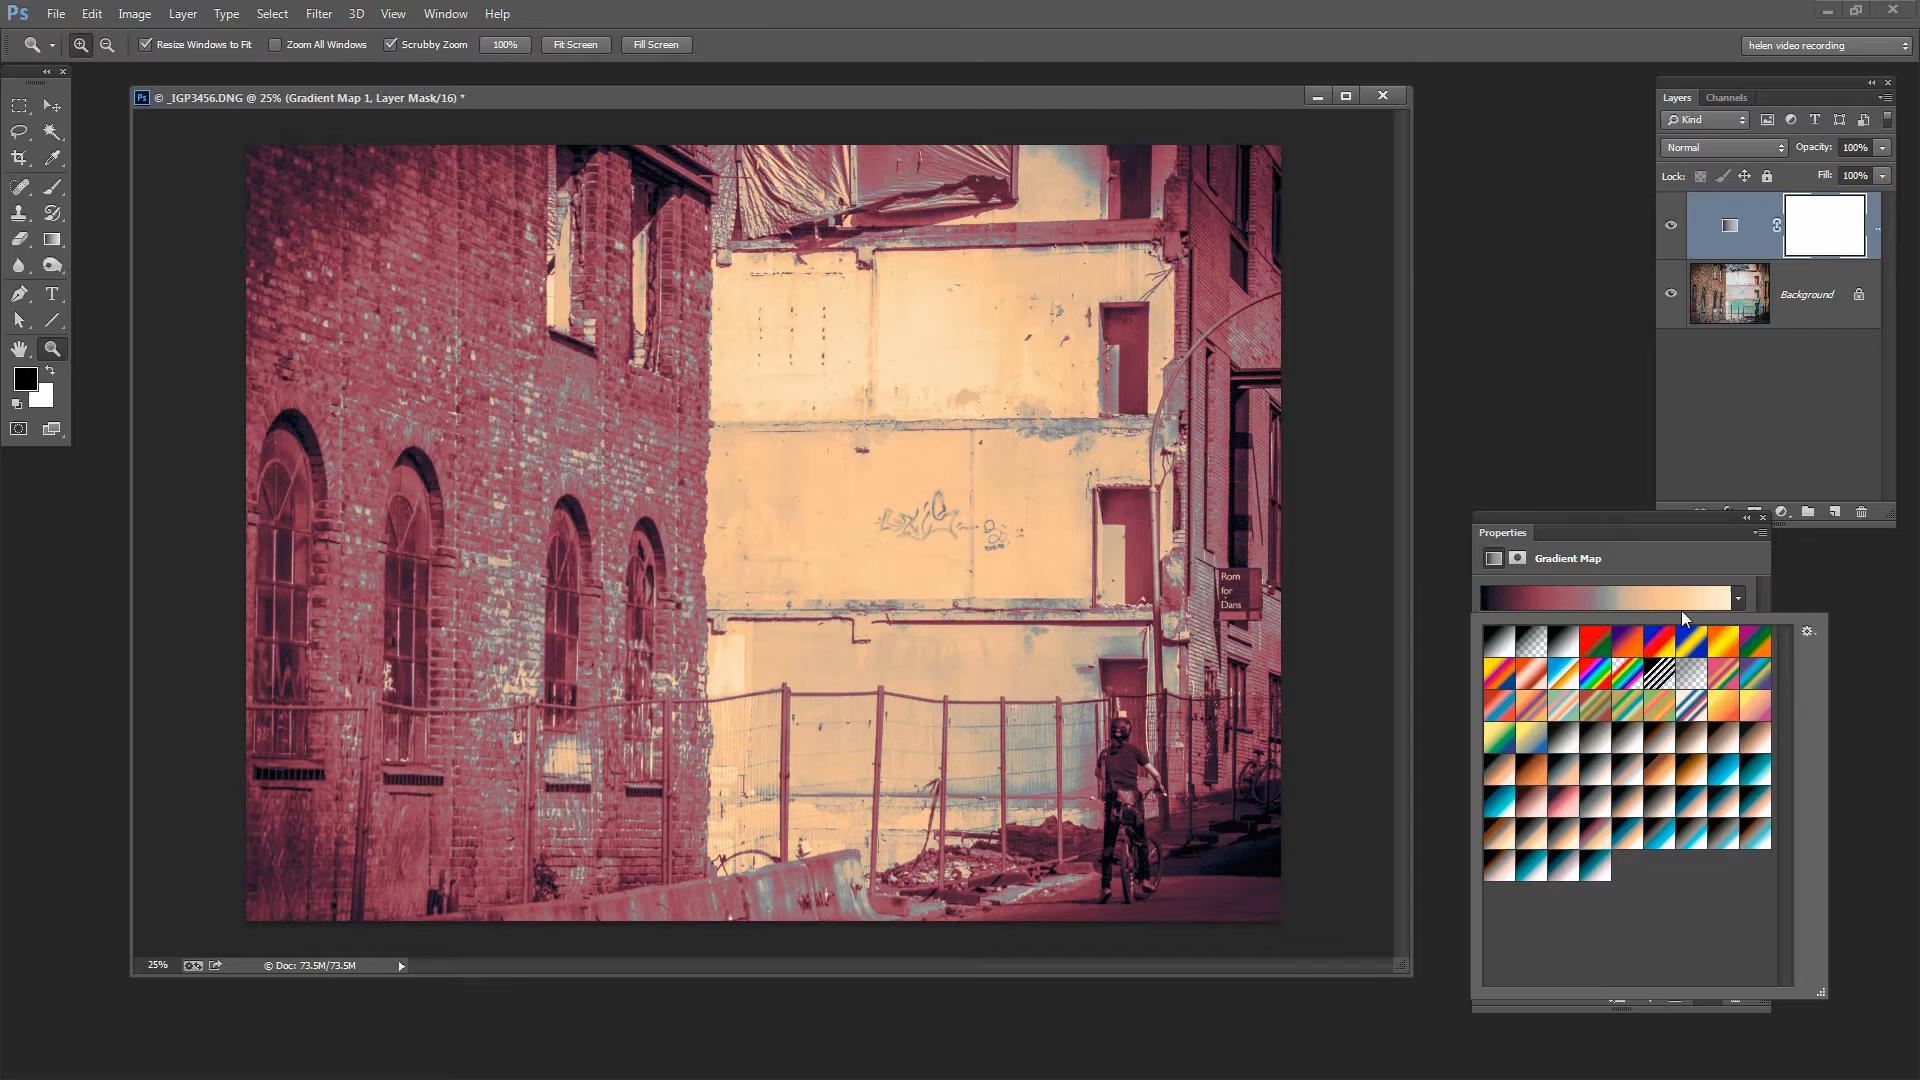 Ps File Edit Image Layer Type Select Filter 3D View Window Help
Resize Windows to Fit Zoom All Windows Scrubby Zoom 100% Fit Screen Fill Screen helen video recording
Ps © _IGP3456.DNG @ 25% (Gradient Map 1, Layer Mask/16) *
Layers Channels
Kind
Normal Opacity: 100%
Lock: Fill: 100%
Background
Properties
Gradient Map
Rom
for
Dans
25% © Doc: 73.5M/73.5M